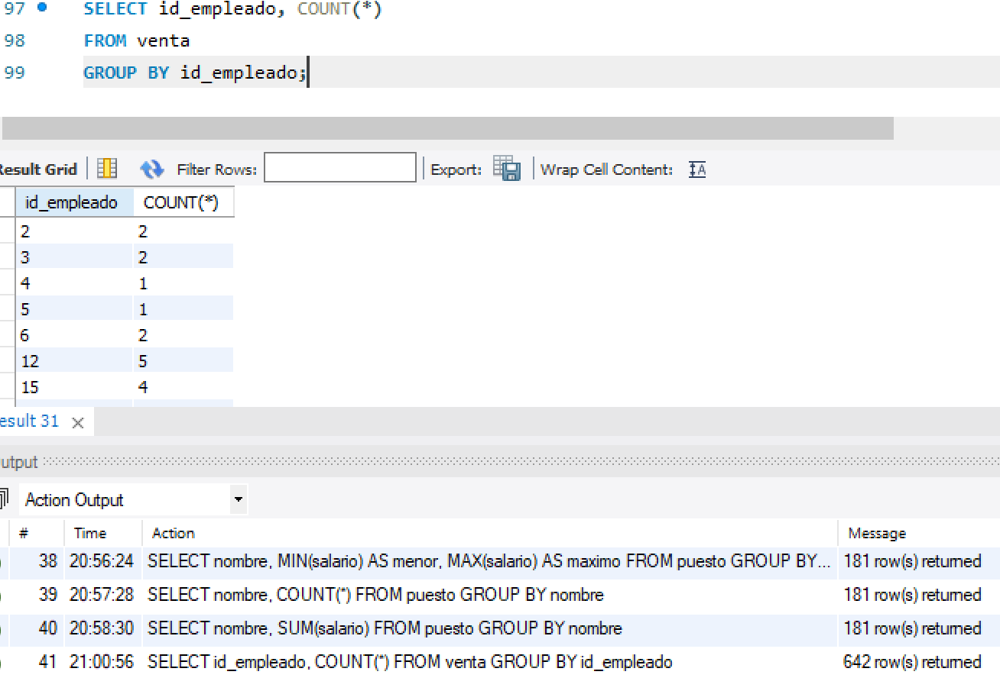 97 SELECT id_empleado, COUNT(*)
98 FROM venta
99 GROUP BY id_empleado;
Result Grid Filter Rows: Export: Wrap Cell Content: IA
id_empleado COUNT(*)
2 2
3 2
4 1
5 1
6 2
12 5
15 4
esult 31 ×
utput
Action Output
# Time Action Message
38 20:56:24 SELECT nombre, MIN(salario) AS menor, MAX(salario) AS maximo FROM puesto GROUP BY... 181 row(s) returned
39 20:57:28 SELECT nombre, COUNT(*) FROM puesto GROUP BY nombre 181 row(s) returned
40 20:58:30 SELECT nombre, SUM(salario) FROM puesto GROUP BY nombre 181 row(s) returned
41 21:00:56 SELECT id_empleado, COUNT(*) FROM venta GROUP BY id_empleado 642 row(s) returned